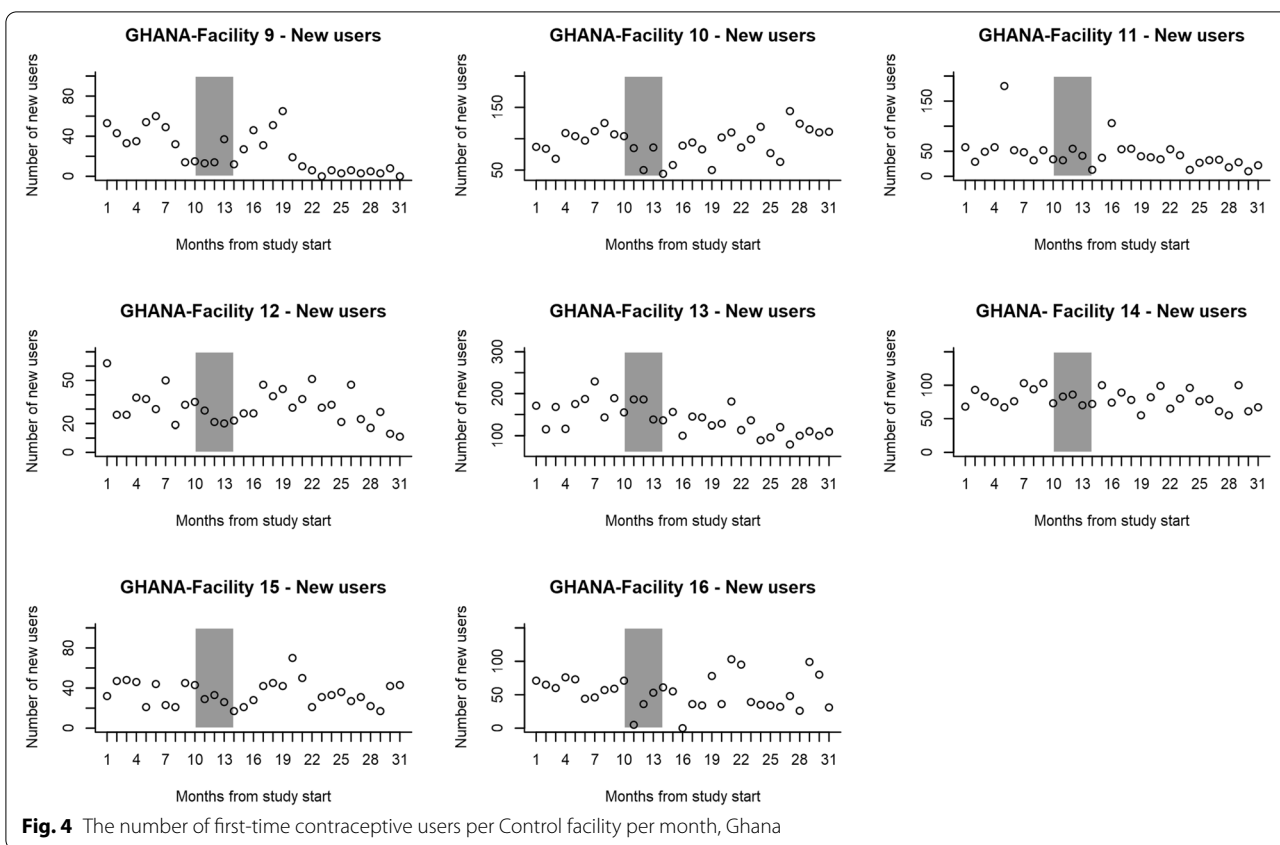 GHANA-Facility 9 - New users
Number of new users
0 40 80
1 4 7 10 13 16 19 22 25 28 31
Months from study start
GHANA-Facility 10 - New users
Number of new users
50 150
1 4 7 10 13 16 19 22 25 28 31
Months from study start
GHANA-Facility 11 - New users
Number of new users
0 50 150
1 4 7 10 13 16 19 22 25 28 31
Months from study start
GHANA-Facility 12 - New users
Number of new users
0 20 50
1 4 7 10 13 16 19 22 25 28 31
Months from study start
GHANA-Facility 13 - New users
Number of new users
100 200 300
1 4 7 10 13 16 19 22 25 28 31
Months from study start
GHANA- Facility 14 - New users
Number of new users
0 50 100
1 4 7 10 13 16 19 22 25 28 31
Months from study start
GHANA-Facility 15 - New users
Number of new users
0 40 80
1 4 7 10 13 16 19 22 25 28 31
Months from study start
GHANA-Facility 16 - New users
Number of new users
0 50 100
1 4 7 10 13 16 19 22 25 28 31
Months from study start
Fig. 4 The number of first-time contraceptive users per Control facility per month, Ghana